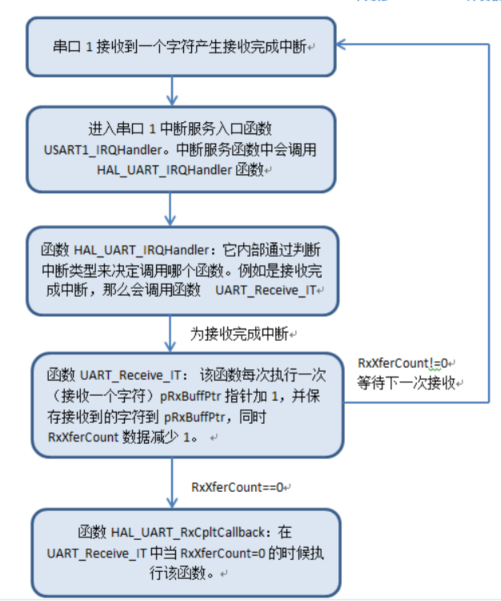 串口 1 接收到一个字符产生接收完成中断
进入串口 1 中断服务入口函数
USART1_IRQHandler。中断服务函数中会调用
HAL_UART_IRQHandler 函数
函数 HAL_UART_IRQHandler：它内部通过判断
中断类型来决定调用哪个函数。例如是接收完
成中断，那么会调用函数 UART_Receive_IT
为接收完成中断
函数 UART_Receive_IT： 该函数每次执行一次
（接收一个字符）pRxBuffPtr 指针加 1，并保
存接收到的字符到 pRxBuffPtr，同时
RxXferCount 数据减少 1。
RxXferCount!=0
等待下一次接收
RxXferCount==0
函数 HAL_UART_RxCpltCallback：在
UART_Receive_IT 中当 RxXferCount=0 的时候执
行该函数。